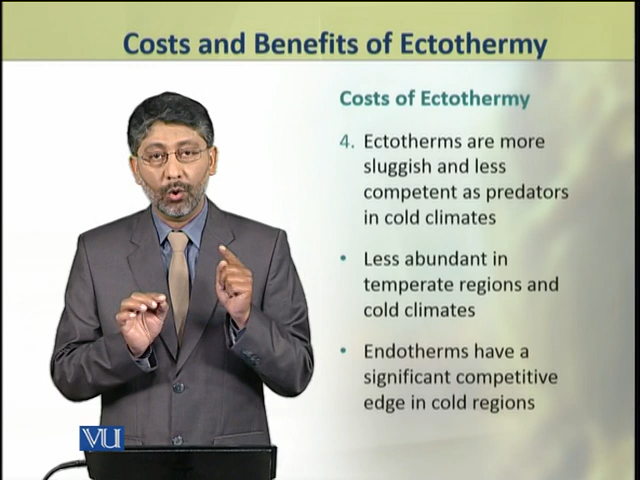 Costs and Benefits of Ectothermy
Costs of Ectothermy
4. Ectotherms are more
sluggish and less
competent as predators
in cold climates
• Less abundant in
temperate regions and
cold climates
• Endotherms have a
significant competitive
edge in cold regions
VU